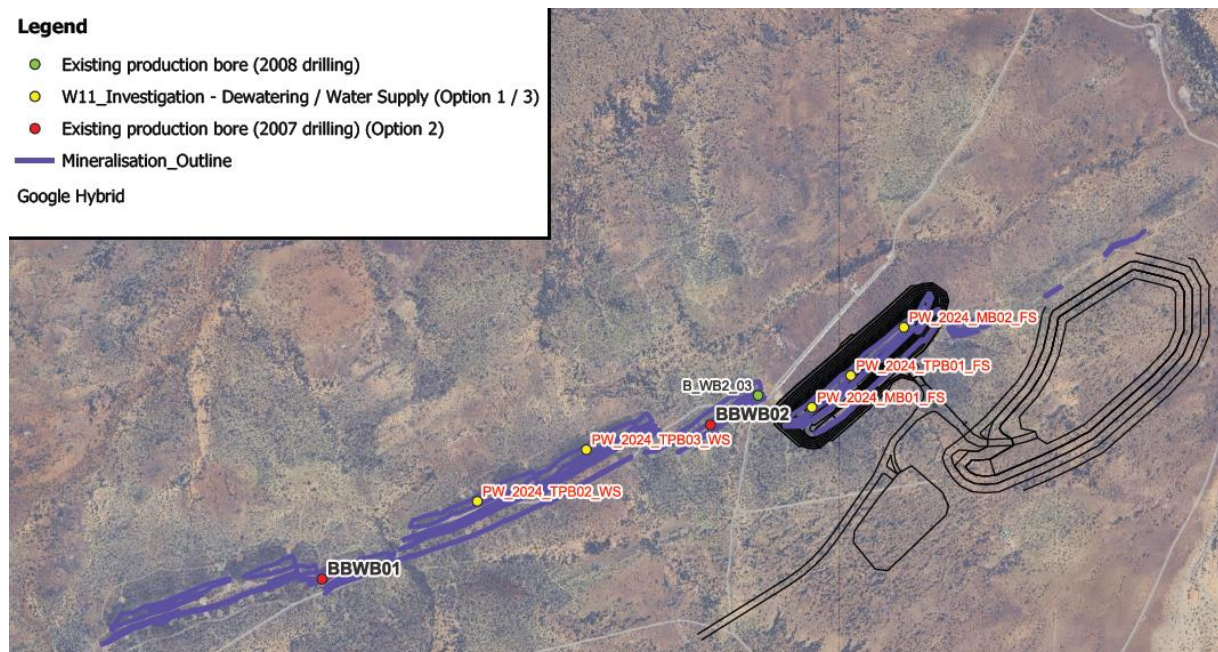 Legend
Existing production bore (2008 drilling)
W11_Investigation - Dewatering / Water Supply (Option 1 / 3)
Existing production bore (2007 drilling) (Option 2)
Mineralisation_Outline
Google Hybrid
PW_2024_MB02_FS
PW_2024_TPB01_FS
B_WB2_03
PW_2024_MB01_FS
BBWB02
PW_2024_TPB03_WS
PW_2024_TPB02_WS
BBWB01